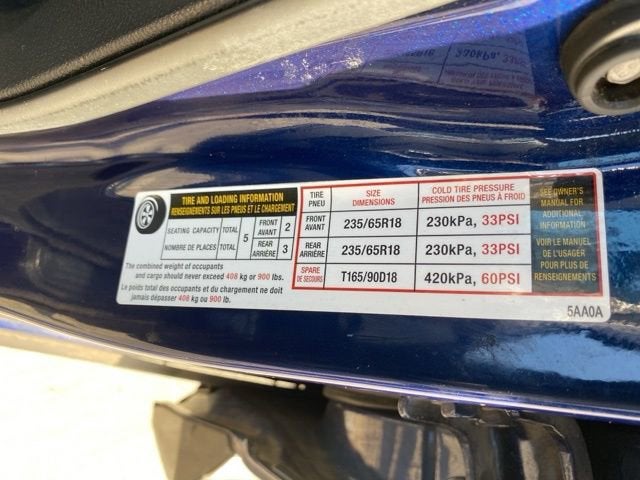 TIRE AND LOADING INFORMATION
RENSEIGNEMENTS SUR LES PNEUS ET LE CHARGEMENT
SEATING CAPACITY TOTAL 5 FRONT AVANT 2
NOMBRE DE PLACES TOTAL REAR ARRIÈRE 3
The combined weight of occupants
and cargo should never exceed 408 kg or 900 lbs.
Le poids total des occupants et du chargement ne doit
jamais dépasser 408 kg ou 900 lb.
TIRE PNEU SIZE DIMENSIONS COLD TIRE PRESSURE PRESSION DES PNEUS À FROID
FRONT AVANT 235/65R18 230kPa, 33PSI
REAR ARRIÈRE 235/65R18 230kPa, 33PSI
SPARE DE SECOURS T165/90D18 420kPa, 60PSI
SEE OWNER'S
MANUAL FOR
ADDITIONAL
INFORMATION
VOIR LE MANUEL
DE L'USAGER
POUR PLUS DE
RENSEIGNEMENTS
5AA0A